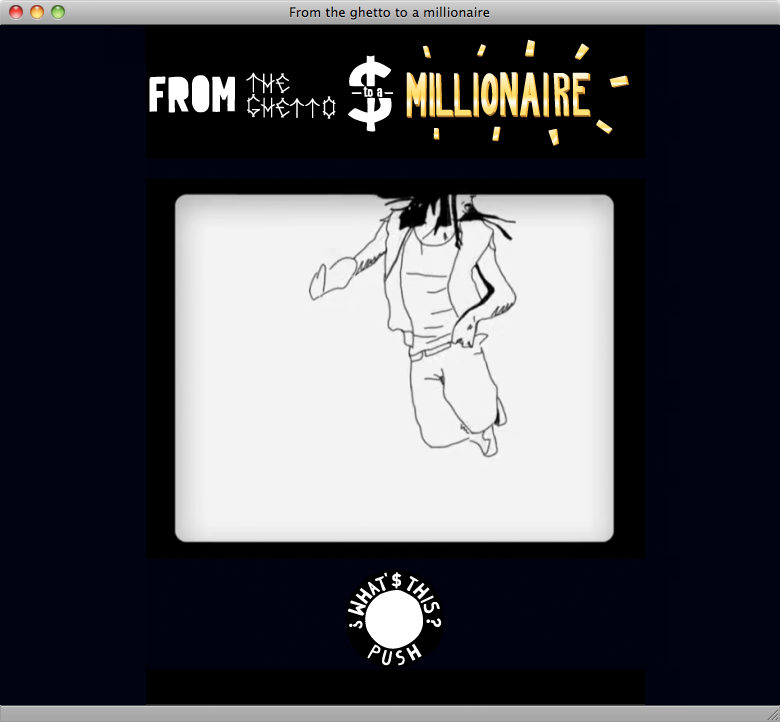 From the ghetto to a millionaire
FROM THE GHETTO $ to a MILLIONAIRE
¿WHAT'$ THIS?
PUSH